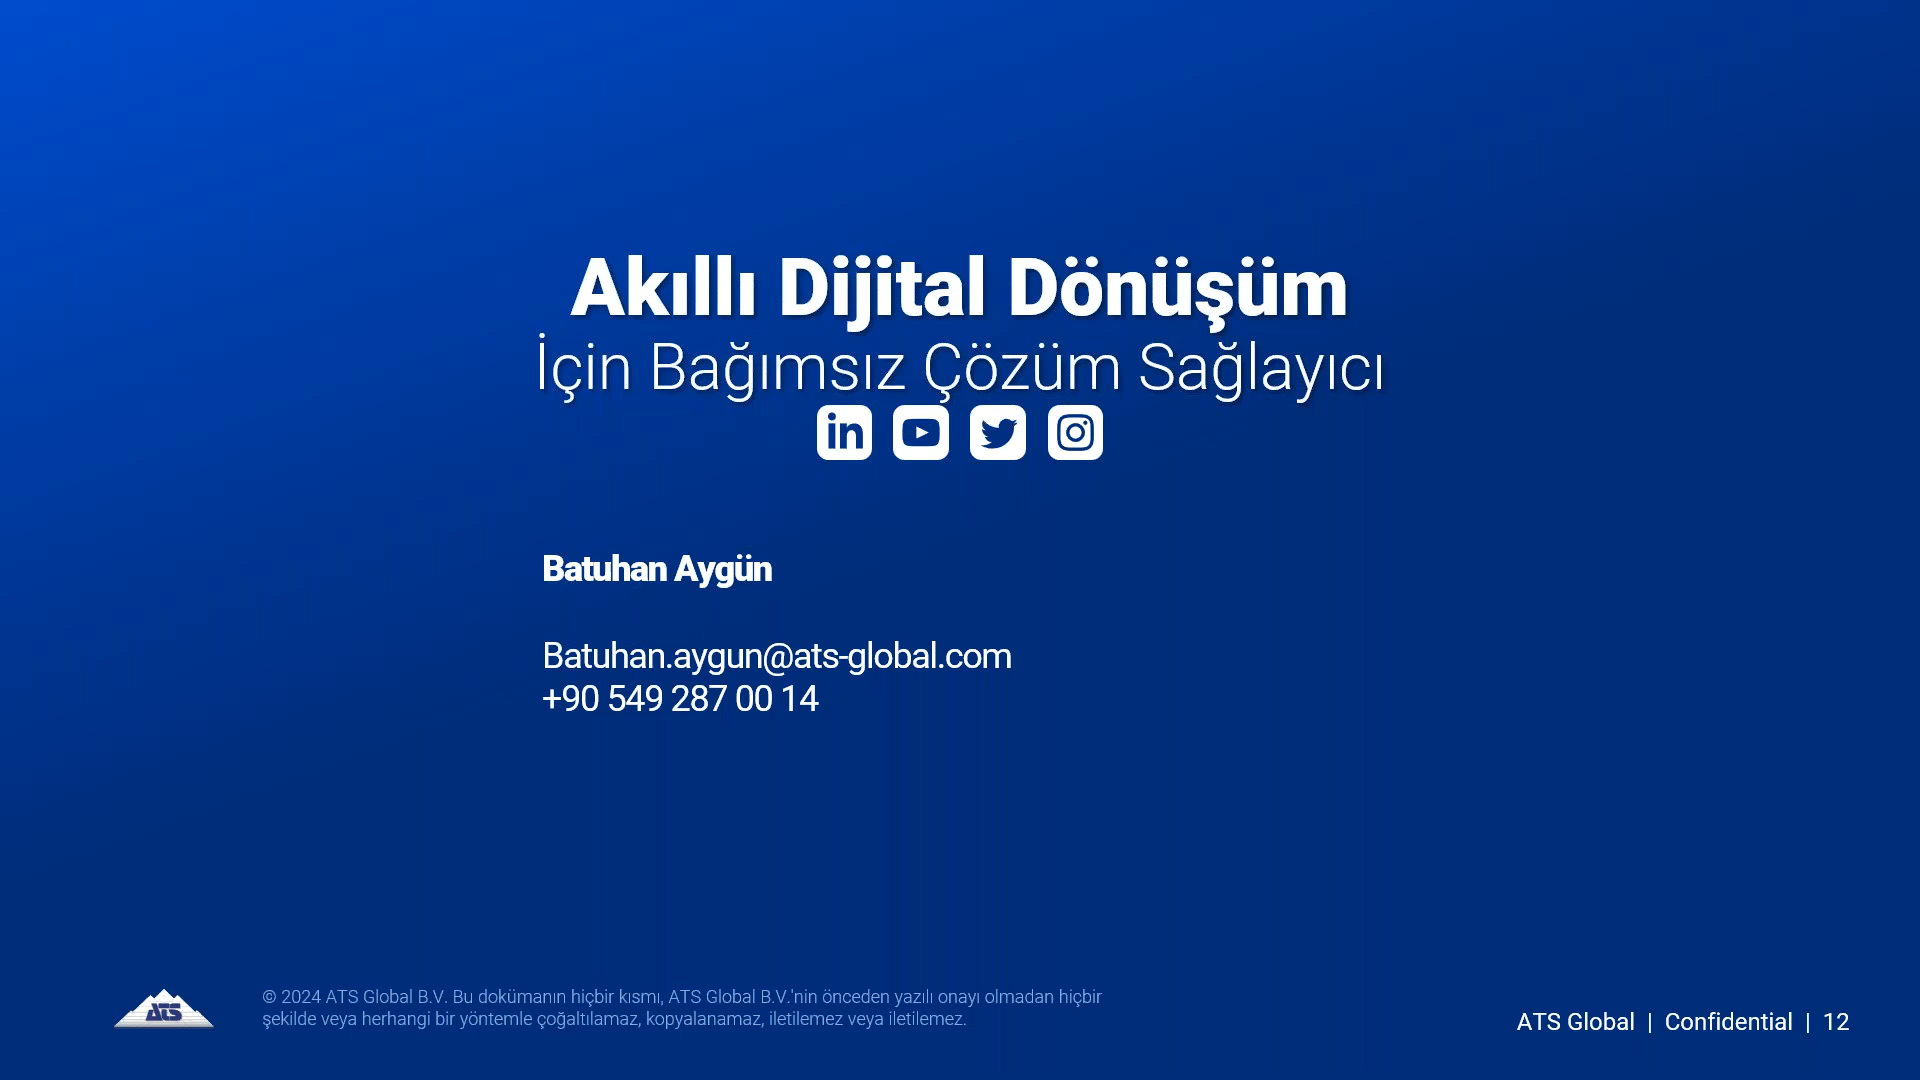 Akıllı Dijital Dönüşüm
İçin Bağımsız Çözüm Sağlayıcı
in
Batuhan Aygün
Batuhan.aygun@ats-global.com
+90 549 287 00 14
ATS
© 2024 ATS Global B.V. Bu dokümanın hiçbir kısmı, ATS Global B.V.'nin önceden yazılı onayı olmadan hiçbir
şekilde veya herhangi bir yöntemle çoğaltılamaz, kopyalanamaz, iletilemez veya iletilemez.
ATS Global | Confidential | 12